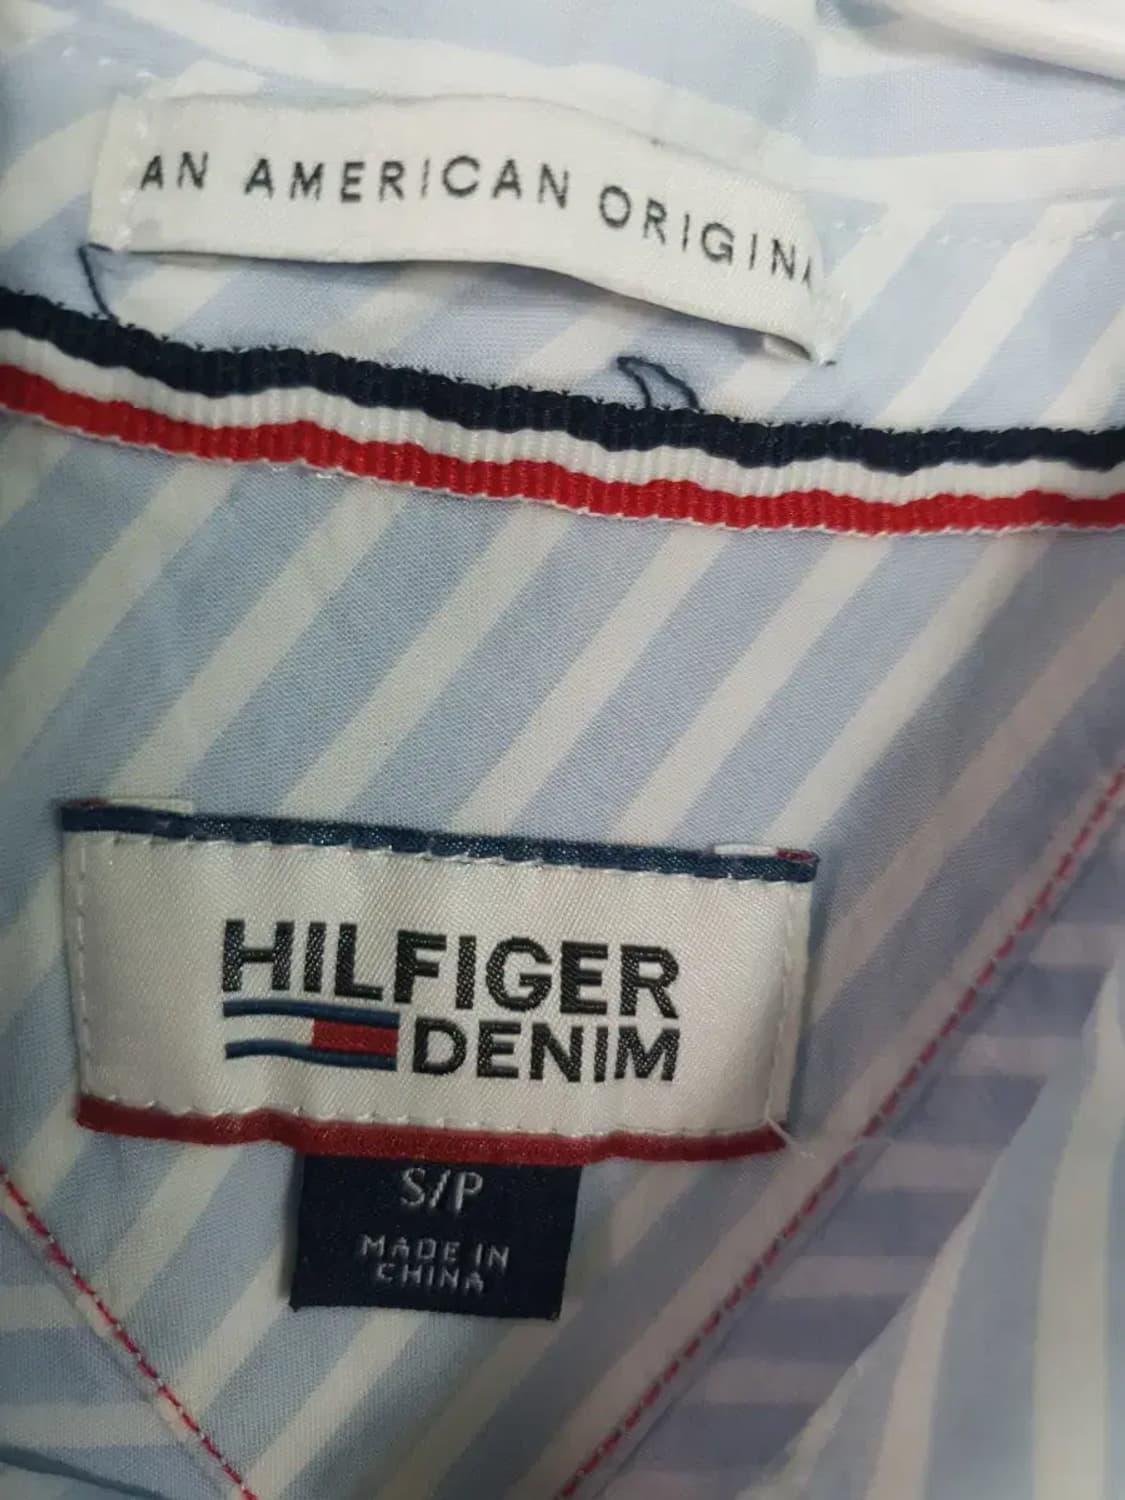 AN AMERICAN ORIGINA
HILFIGER
DENIM
S/P
MADE IN
CHINA